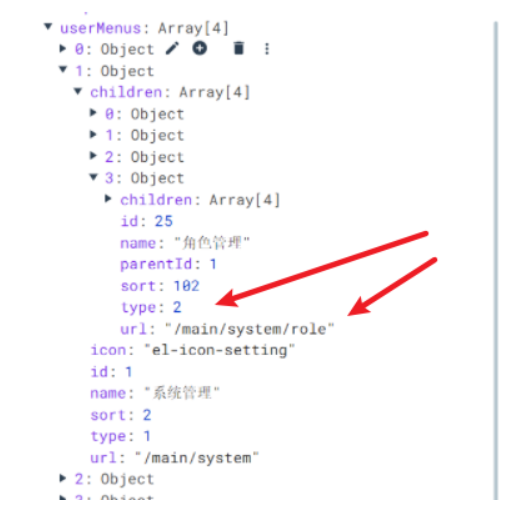 userMenus: Array[4]
0: Object
1: Object
children: Array[4]
0: Object
1: Object
2: Object
3: Object
children: Array[4]
id: 25
name: "角色管理"
parentId: 1
sort: 102
type: 2
url: "/main/system/role"
icon: "el-icon-setting"
id: 1
name: "系统管理"
sort: 2
type: 1
url: "/main/system"
2: Object
3: Object